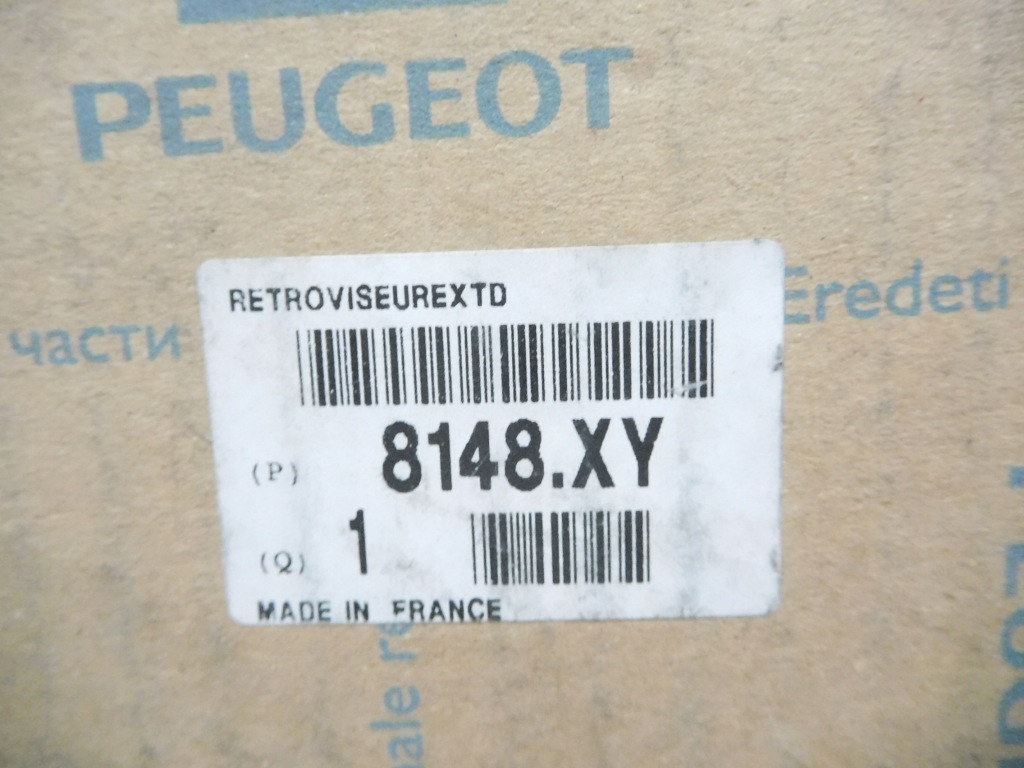 PEUGEOT
RETROVISEUREXTD
части
Eredeti
(P) 8148.XY
(Q) 1
MADE IN FRANCE